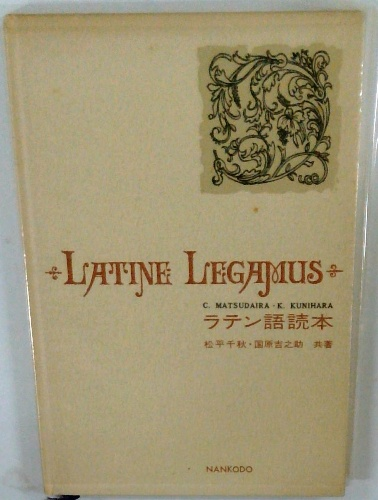 LATINE LEGAMUS
C. MATSUDAIRA・K. KUNIHARA
ラテン語読本
松平千秋・国原吉之助 共著
NANKODO